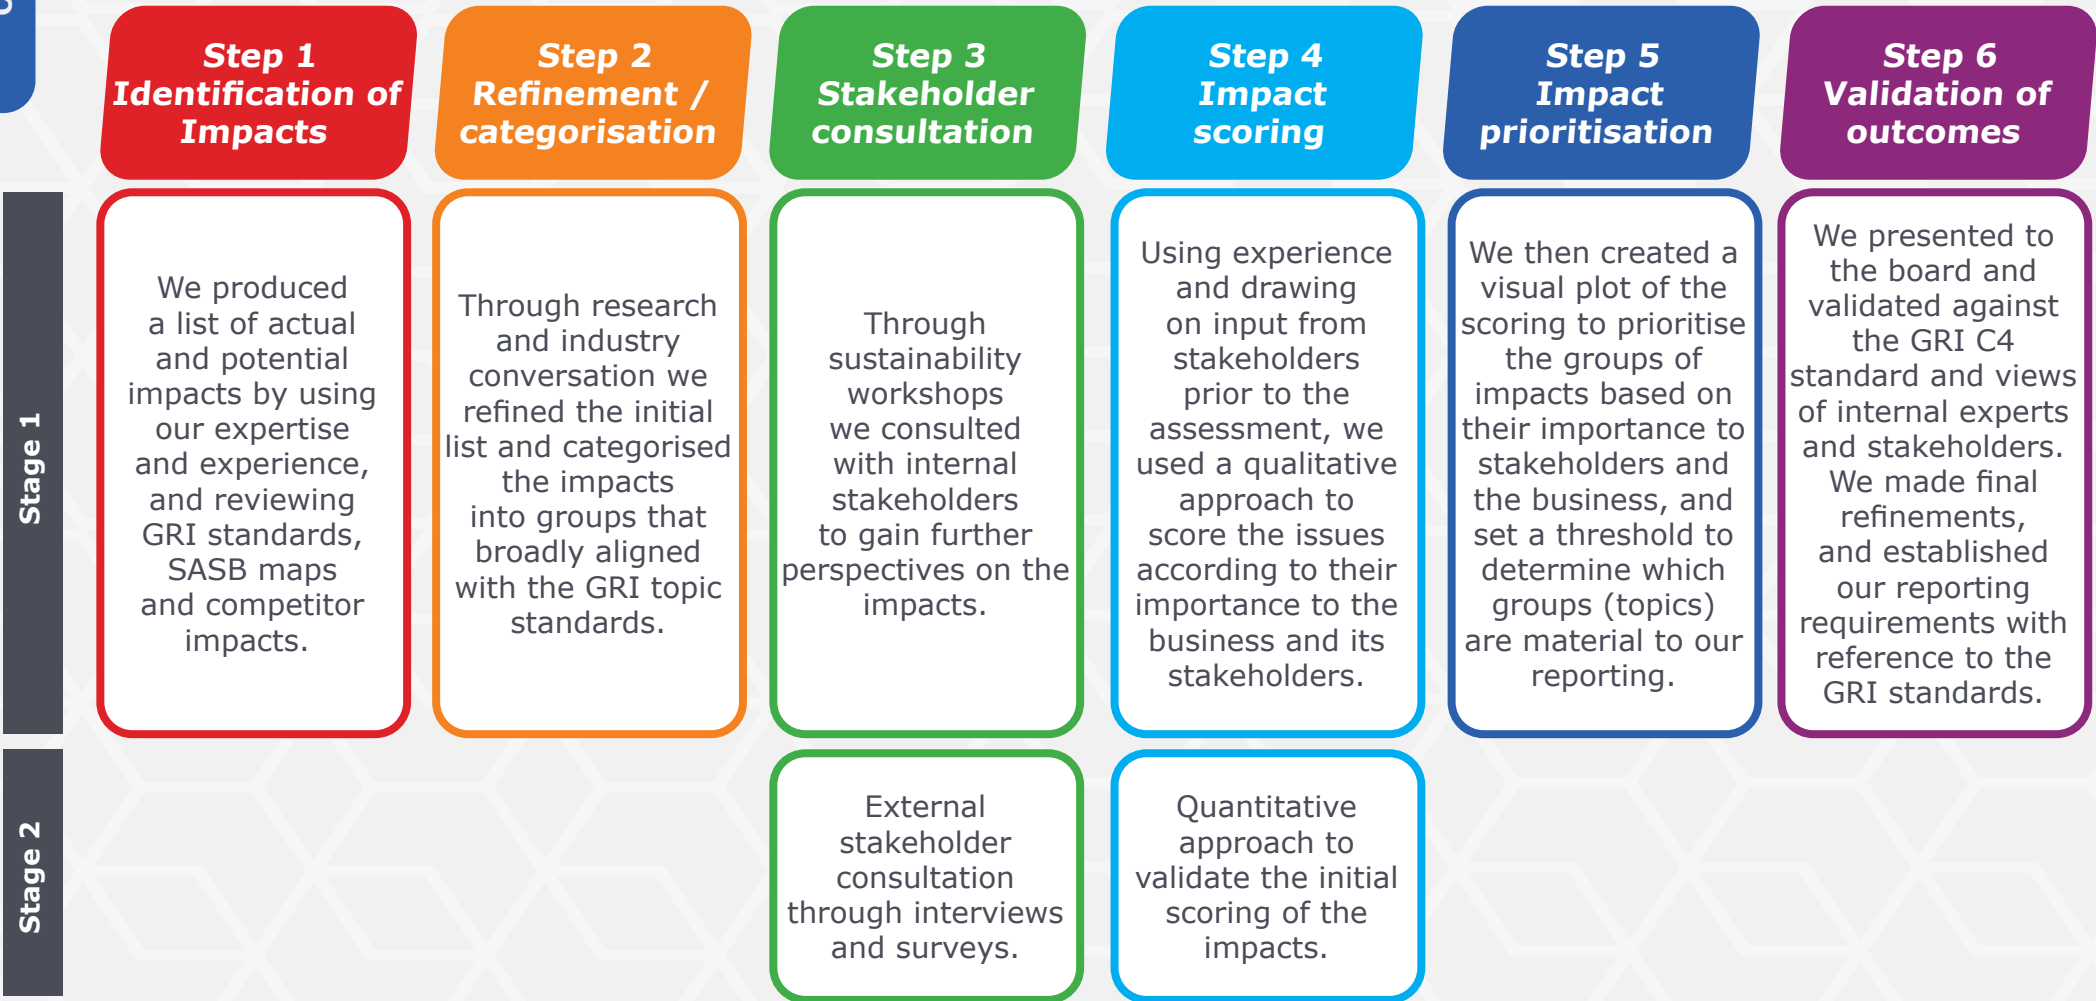 Step 1
Identification of
Impacts
Step 2
Refinement /
categorisation
Step 3
Stakeholder
consultation
Step 4
Impact
scoring
Step 5
Impact
prioritisation
Step 6
Validation of
outcomes
Stage 1
We produced
a list of actual
and potential
impacts by using
our expertise
and experience,
and reviewing
GRI standards,
SASB maps
and competitor
impacts.
Through research
and industry
conversation we
refined the initial
list and categorised
the impacts
into groups that
broadly aligned
with the GRI topic
standards.
Through
sustainability
workshops
we consulted
with internal
stakeholders
to gain further
perspectives on the
impacts.
Using experience
and drawing
on input from
stakeholders
prior to the
assessment, we
used a qualitative
approach to
score the issues
according to their
importance to the
business and its
stakeholders.
We then created a
visual plot of the
scoring to prioritise
the groups of
impacts based on
their importance to
stakeholders and
the business, and
set a threshold to
determine which
groups (topics)
are material to our
reporting.
We presented to
the board and
validated against
the GRI C4
standard and views
of internal experts
and stakeholders.
We made final
refinements,
and established
our reporting
requirements with
reference to the
GRI standards.
Stage 2
External
stakeholder
consultation
through interviews
and surveys.
Quantitative
approach to
validate the initial
scoring of the
impacts.